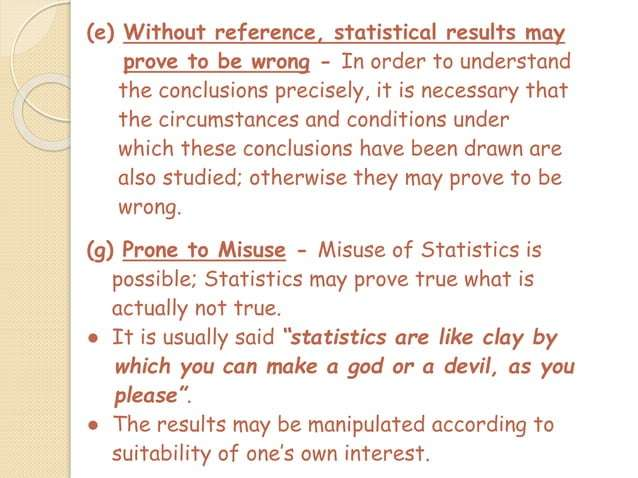 (e) Without reference, statistical results may
prove to be wrong - In order to understand
the conclusions precisely, it is necessary that
the circumstances and conditions under
which these conclusions have been drawn are
also studied; otherwise they may prove to be
wrong.
(g) Prone to Misuse - Misuse of Statistics is
possible; Statistics may prove true what is
actually not true.
● It is usually said “statistics are like clay by
which you can make a god or a devil, as you
please”.
● The results may be manipulated according to
suitability of one’s own interest.